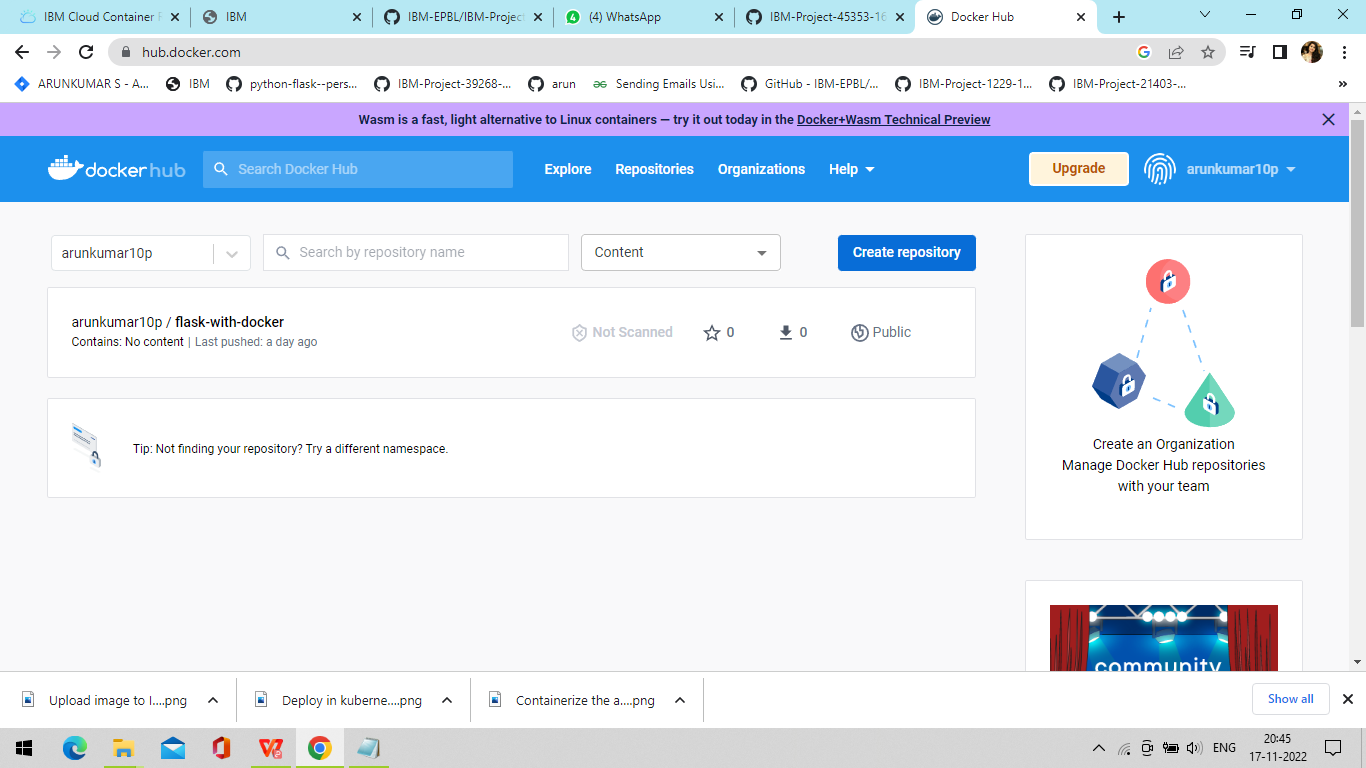 IBM Cloud Container
IBM
IBM-EPBL/IBM-Project
(4) WhatsApp
IBM-Project-45353-16
Docker Hub
hub.docker.com
ARUNKUMAR S - A...
IBM
python-flask--pers...
IBM-Project-39268-...
arun
Sending Emails Usi...
GitHub - IBM-EPBL/...
IBM-Project-1229-1...
IBM-Project-21403-...
»
Wasm is a fast, light alternative to Linux containers — try it out today in the Docker+Wasm Technical Preview
docker hub
Search Docker Hub
Explore
Repositories
Organizations
Help
Upgrade
arunkumar10p
arunkumar10p
Search by repository name
Content
Create repository
arunkumar10p / flask-with-docker
Contains: No content | Last pushed: a day ago
Not Scanned
0
0
Public
Tip: Not finding your repository? Try a different namespace.
Create an Organization
Manage Docker Hub repositories
with your team
community
Upload image to I....png
Deploy in kuberne....png
Containerize the a....png
Show all
ENG
20:45
17-11-2022